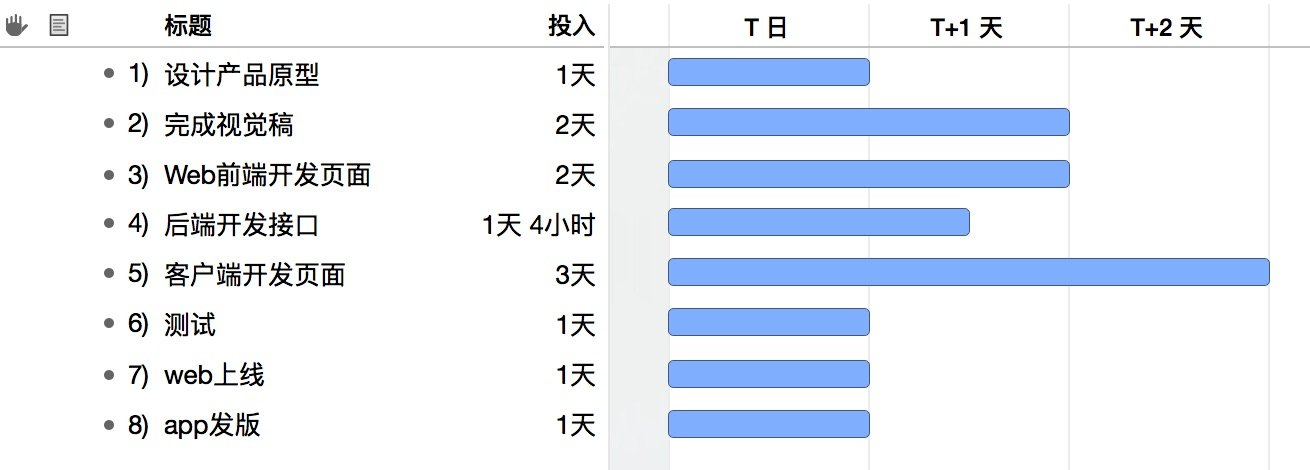 标题 投入 T 日 T+1 天 T+2 天
1) 设计产品原型 1天
2) 完成视觉稿 2天
3) Web前端开发页面 2天
4) 后端开发接口 1天 4小时
5) 客户端开发页面 3天
6) 测试 1天
7) web上线 1天
8) app发版 1天